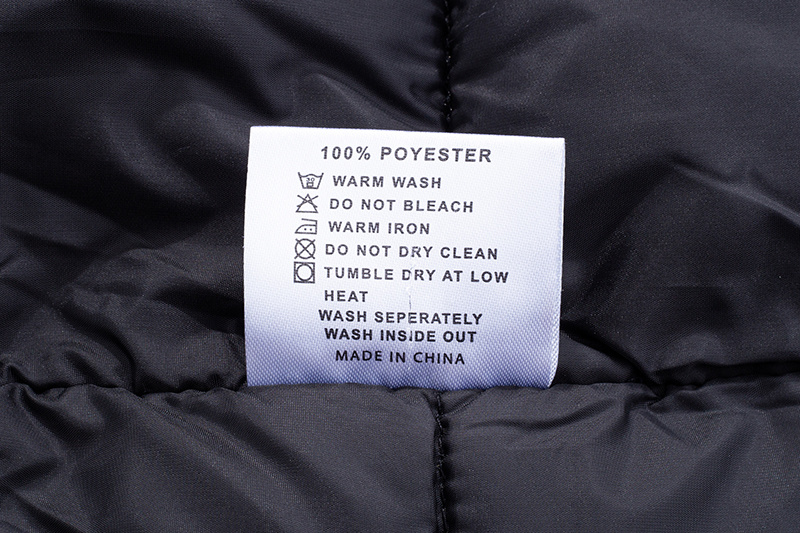 100% POYESTER
WARM WASH
DO NOT BLEACH
WARM IRON
DO NOT DRY CLEAN
TUMBLE DRY AT LOW
HEAT
WASH SEPERATELY
WASH INSIDE OUT
MADE IN CHINA